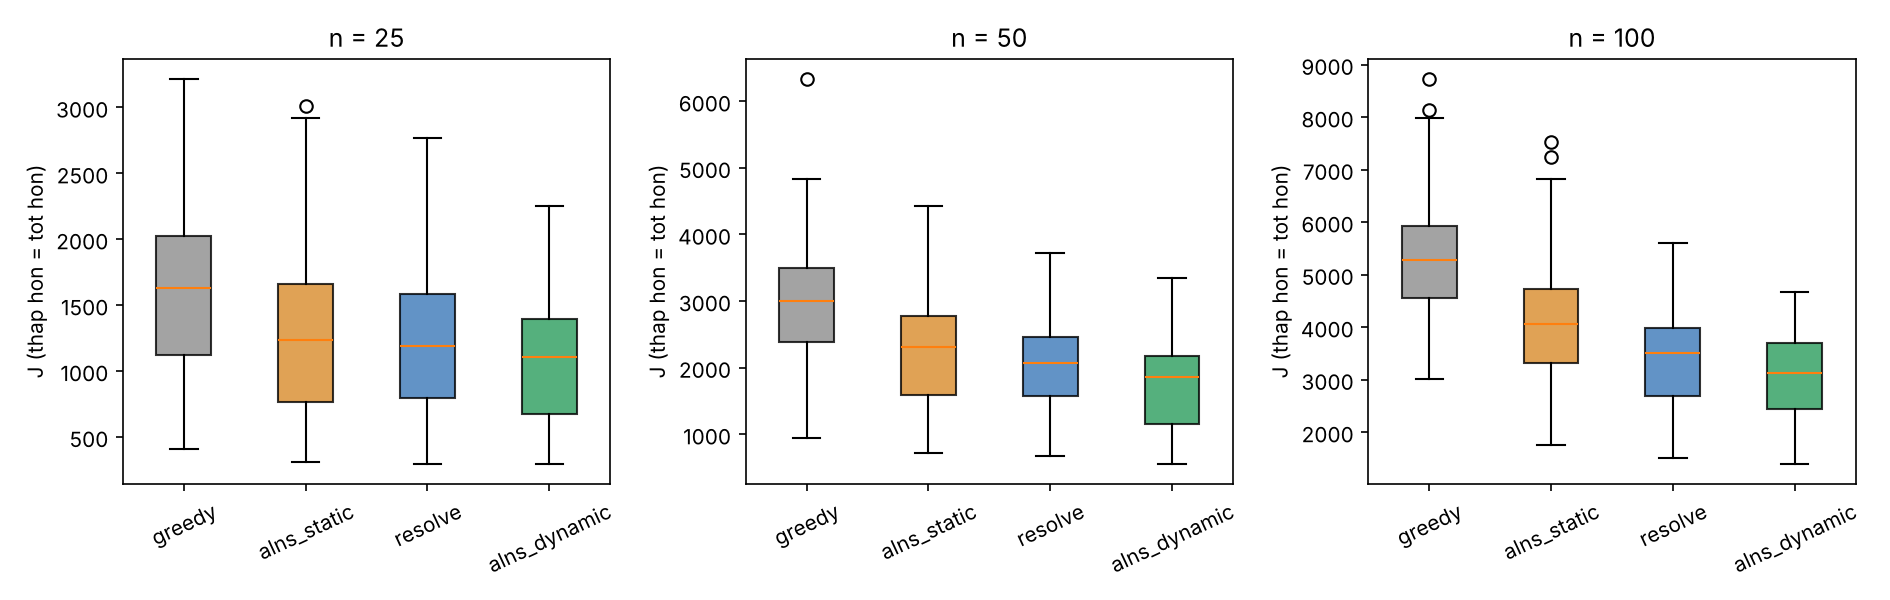 n = 25
J (thap hon = tot hon)
3000
2500
2000
1500
1000
500
greedy
alns_static
resolve
alns_dynamic
n = 50
J (thap hon = tot hon)
6000
5000
4000
3000
2000
1000
greedy
alns_static
resolve
alns_dynamic
n = 100
J (thap hon = tot hon)
9000
8000
7000
6000
5000
4000
3000
2000
greedy
alns_static
resolve
alns_dynamic